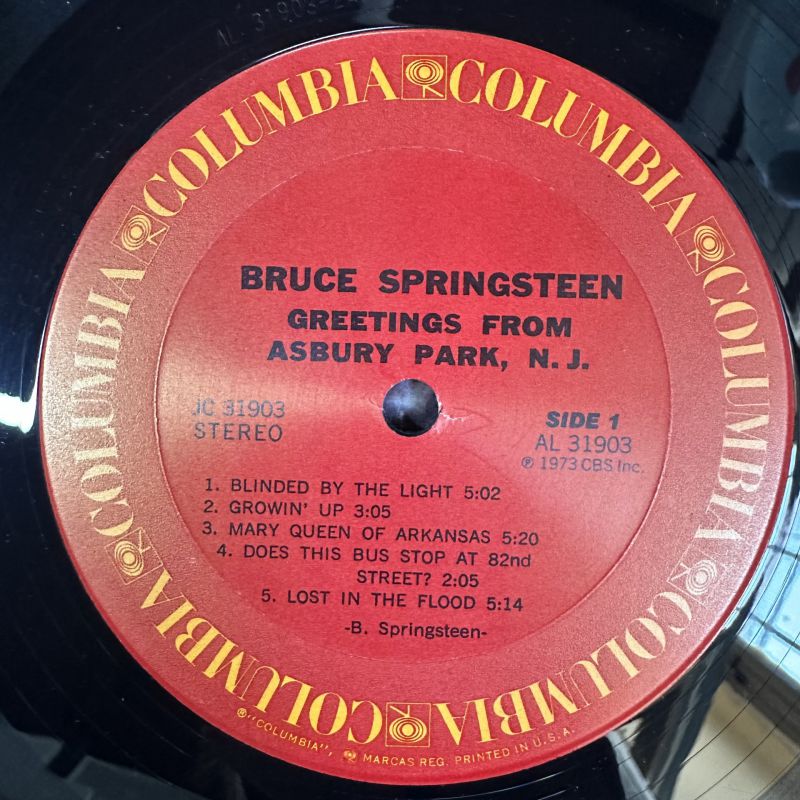 AL 31903-2
COLUMBIA COLUMBIA COLUMBIA COLUMBIA COLUMBIA COLUMBIA
BRUCE SPRINGSTEEN
GREETINGS FROM
ASBURY PARK, N.J.
JC 31903
STEREO
SIDE 1
AL 31903
℗ 1973 CBS Inc.
1. BLINDED BY THE LIGHT 5:02
2. GROWIN' UP 3:05
3. MARY QUEEN OF ARKANSAS 5:20
4. DOES THIS BUS STOP AT 82nd
STREET? 2:05
5. LOST IN THE FLOOD 5:14
-B. Springsteen-
®"COLUMBIA", MARCAS REG. PRINTED IN U.S.A.